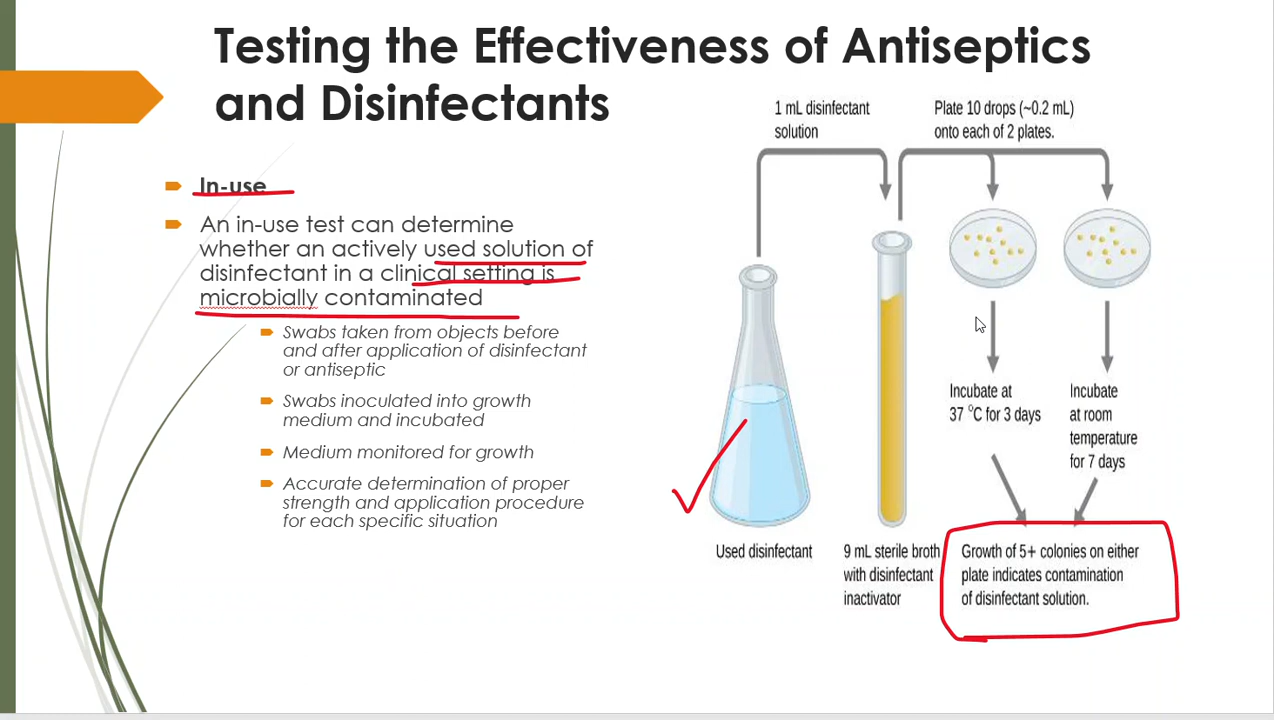 Testing the Effectiveness of Antiseptics
and Disinfectants
In-use
An in-use test can determine
whether an actively used solution of
disinfectant in a clinical setting is
microbially contaminated
Swabs taken from objects before
and after application of disinfectant
or antiseptic
Swabs inoculated into growth
medium and incubated
Medium monitored for growth
Accurate determination of proper
strength and application procedure
for each specific situation
1 mL disinfectant
solution
Plate 10 drops (~0.2 mL)
onto each of 2 plates.
Incubate at
37 °C for 3 days
Incubate
at room
temperature
for 7 days
Used disinfectant
9 mL sterile broth
with disinfectant
inactivator
Growth of 5+ colonies on either
plate indicates contamination
of disinfectant solution.